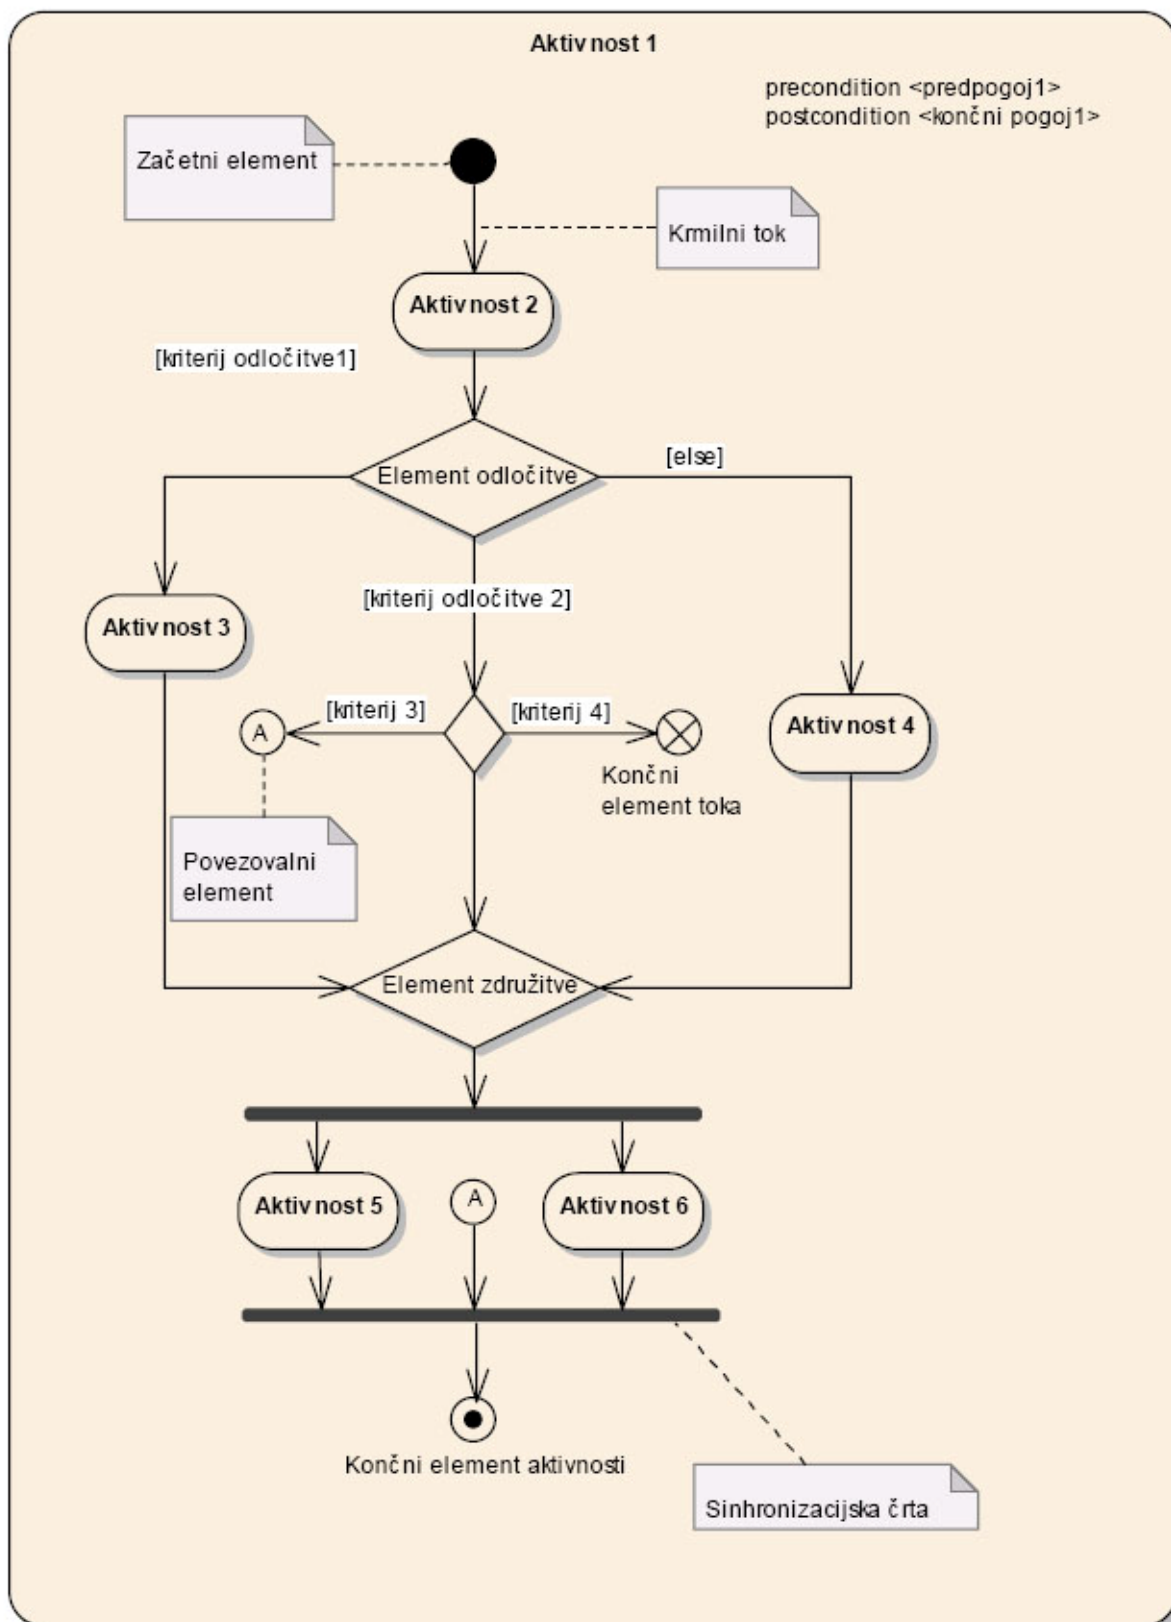 Aktivnost 1
precondition <predpogoj1>
postcondition <končni pogoj1>
Začetni element
Krmilni tok
Aktivnost 2
[kriterij odločitve1]
[else]
Element odločitve
[kriterij odločitve 2]
Aktivnost 3
[kriterij 3]
[kriterij 4]
Aktivnost 4
A
Končni
element toka
Povezovalni
element
Element združitve
Aktivnost 5
A
Aktivnost 6
Končni element aktivnosti
Sinhronizacijska črta